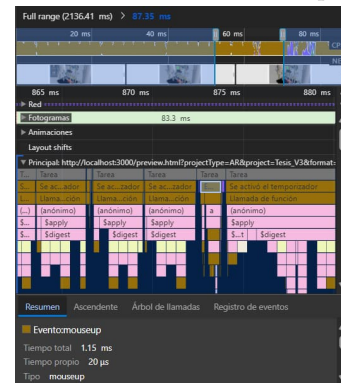 Full range (2136.41 ms) > 87.35 ms
20 ms 40 ms 60 ms 80 ms
CP
NE
865 ms 870 ms 875 ms 880 ms
Red
Fotogramas 83.3 ms
Animaciones
Layout shifts
Principal: http://localhost:3000/preview.html?projectType=AR&project=Tesis_V3&format=
T... Tarea Tarea Tarea Tarea Tarea
S... Se ac...zador Se ac...zador Se ac...ador S... Se activó el temporizador
Llama...ción Llama...ción Llama...ción Llamada de función
(...) (anónimo) (anónimo) (anónimo) a (anónimo)
S... $apply $apply $apply $apply
S... $digest $digest $digest $...t $digest
Resumen Ascendente Árbol de llamadas Registro de eventos
Evento:mouseup
Tiempo total 1.15 ms
Tiempo propio 20 µs
Tipo mouseup